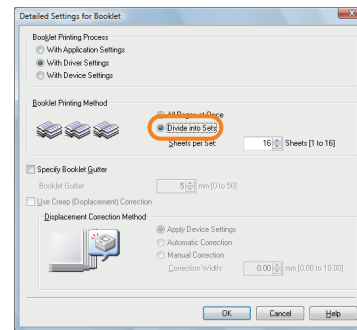 Detailed Settings for Booklet
Booklet Printing Process
With Application Settings
With Driver Settings
With Device Settings
Booklet Printing Method
All Pages at Once
Divide into Sets
Sheets per Set: 16 Sheets [1 to 16]
Specify Booklet Gutter
Booklet Gutter: 5 mm [0 to 50]
Use Creep (Displacement) Correction
Displacement Correction Method
Apply Device Settings
Automatic Correction
Manual Correction
Correction Width: 0.00 mm [0.00 to 10.00]
OK Cancel Help